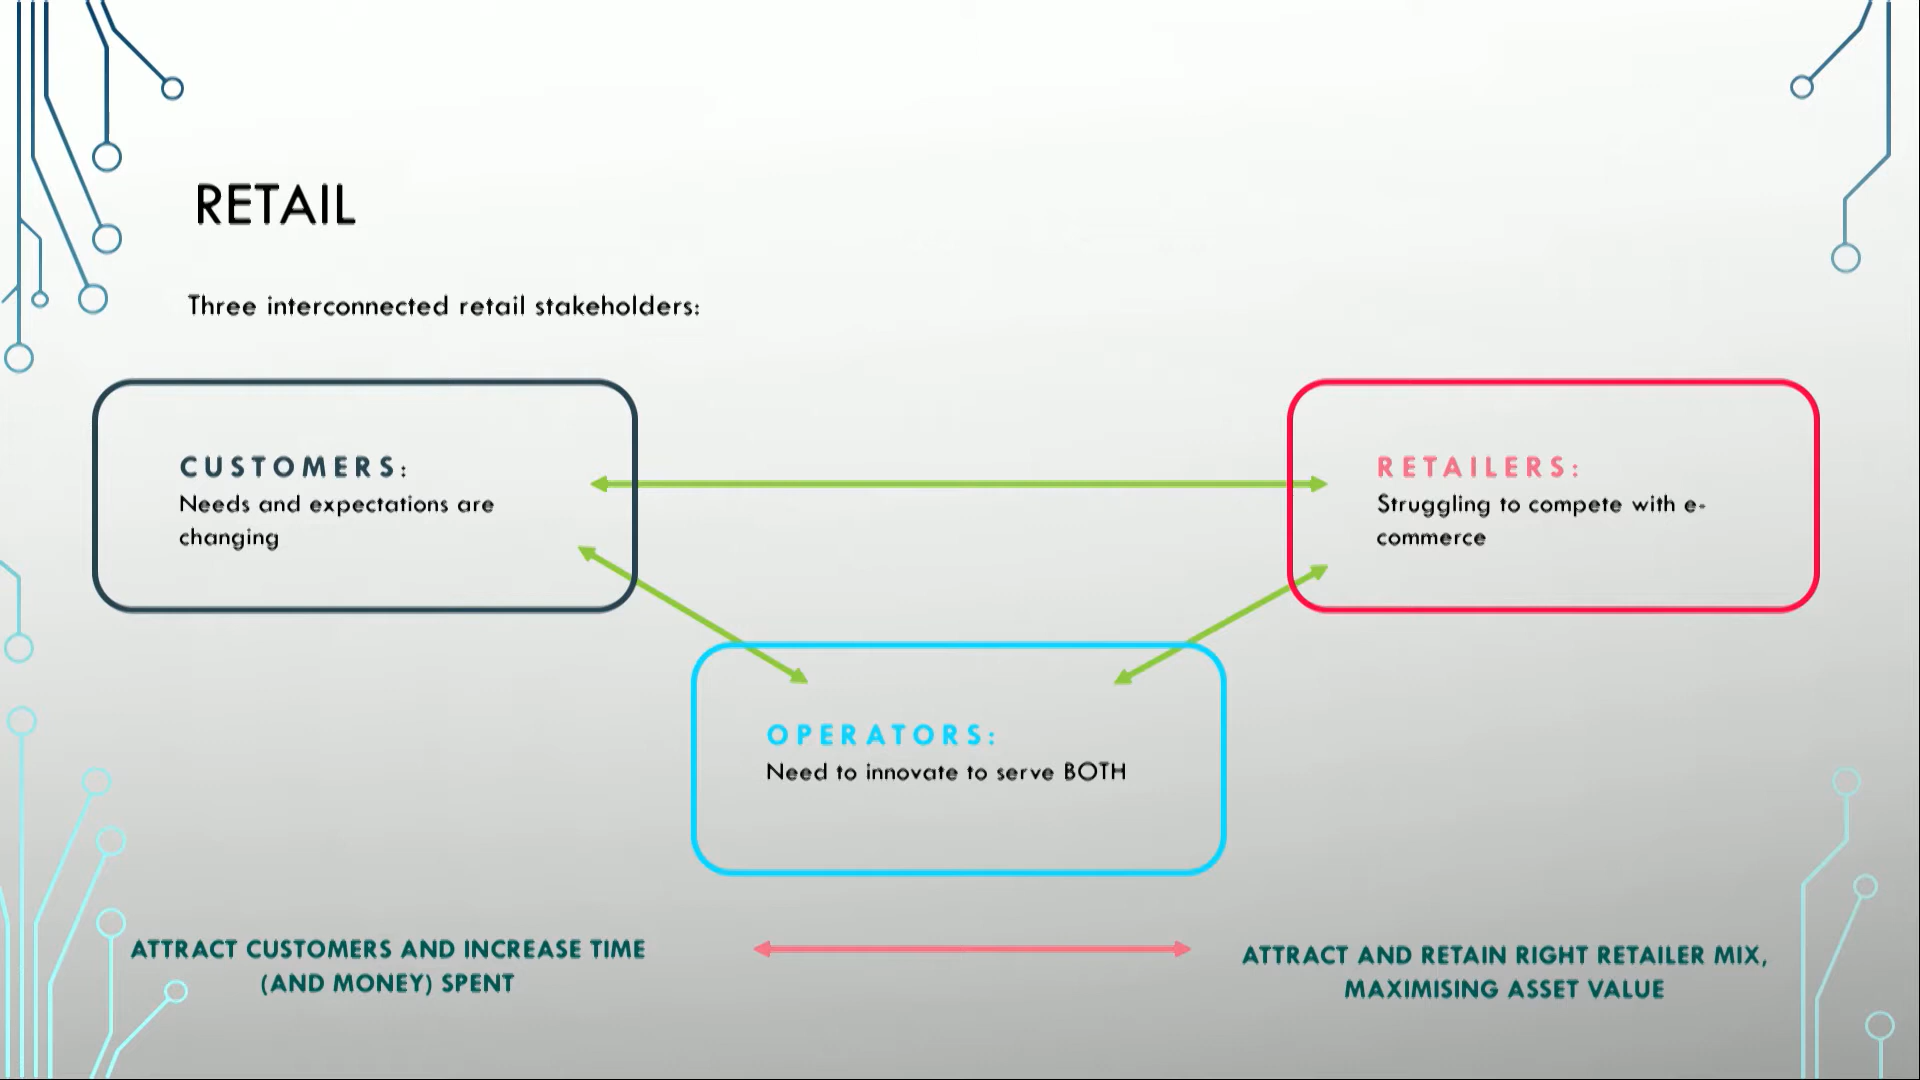 RETAIL
Three interconnected retail stakeholders:
CUSTOMERS:
Needs and expectations are
changing
RETAILERS:
Struggling to compete with e-
commerce
OPERATORS:
Need to innovate to serve BOTH
ATTRACT CUSTOMERS AND INCREASE TIME
(AND MONEY) SPENT
ATTRACT AND RETAIN RIGHT RETAILER MIX,
MAXIMISING ASSET VALUE